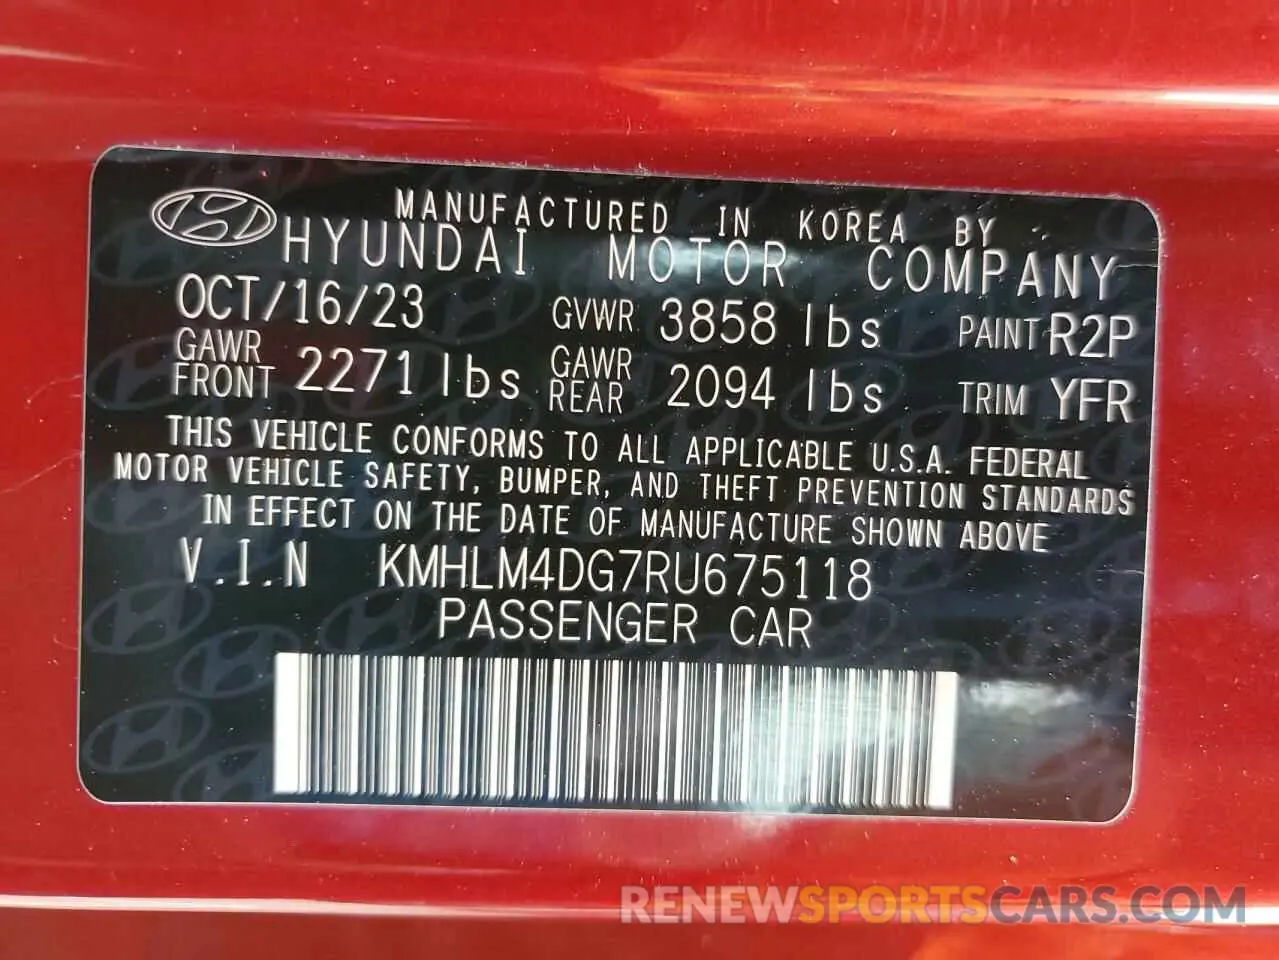 MANUFACTURED IN KOREA BY
HYUNDAI MOTOR COMPANY
OCT/16/23 GVWR 3858 lbs PAINT R2P
GAWR FRONT 2271 lbs GAWR REAR 2094 lbs TRIM YFR
THIS VEHICLE CONFORMS TO ALL APPLICABLE U.S.A. FEDERAL
MOTOR VEHICLE SAFETY, BUMPER, AND THEFT PREVENTION STANDARDS
IN EFFECT ON THE DATE OF MANUFACTURE SHOWN ABOVE
V.I.N KMHLM4DG7RU675118
PASSENGER CAR
RENEWSPORTSCARS.COM